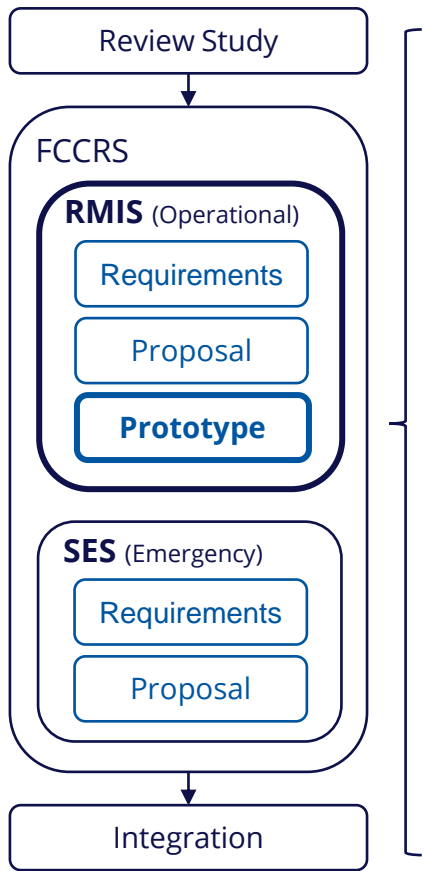 Review Study
FCCRS
RMIS (Operational)
Requirements
Proposal
Prototype
SES (Emergency)
Requirements
Proposal
Integration